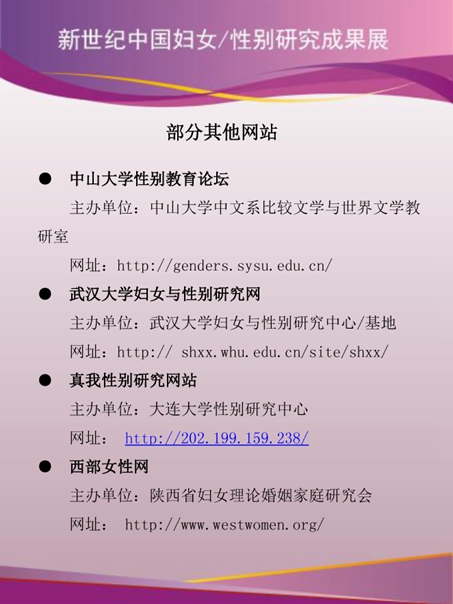 新世纪中国妇女/性别研究成果展
部分其他网站
● 中山大学性别教育论坛
主办单位：中山大学中文系比较文学与世界文学教
研室
网址：http://genders.sysu.edu.cn/
● 武汉大学妇女与性别研究网
主办单位：武汉大学妇女与性别研究中心/基地
网址：http:// shxx.whu.edu.cn/site/shxx/
● 真我性别研究网站
主办单位：大连大学性别研究中心
网址： http://202.199.159.238/
● 西部女性网
主办单位：陕西省妇女理论婚姻家庭研究会
网址： http://www.westwomen.org/